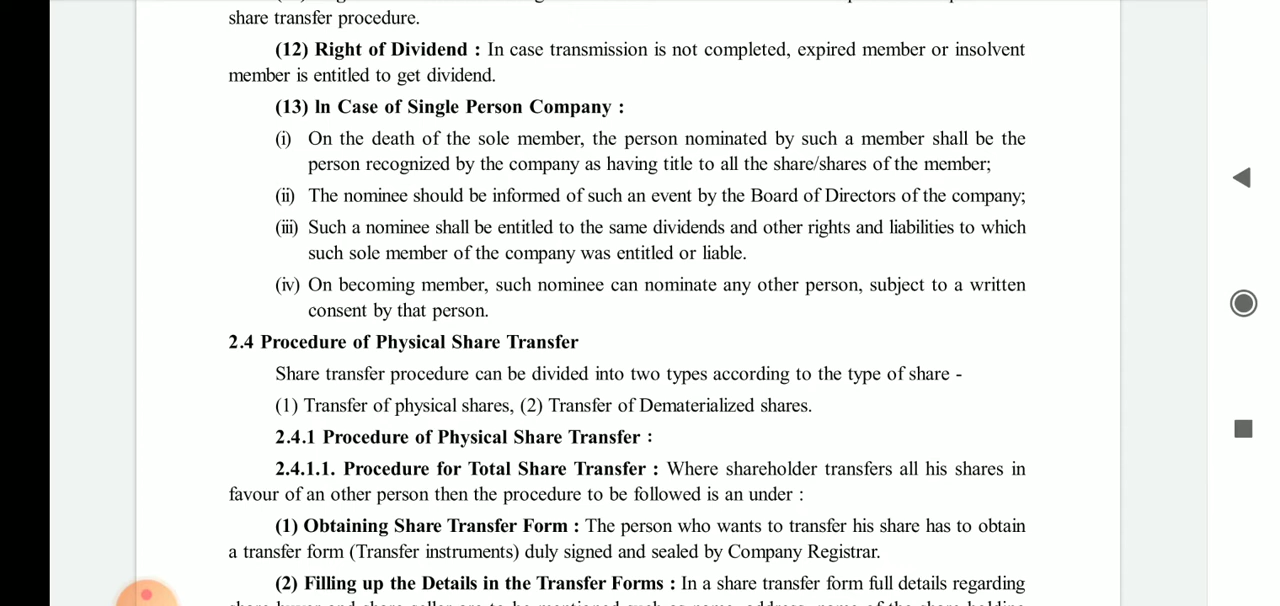 share transfer procedure.
(12) Right of Dividend : In case transmission is not completed, expired member or insolvent
member is entitled to get dividend.
(13) ln Case of Single Person Company :
(i) On the death of the sole member, the person nominated by such a member shall be the
person recognized by the company as having title to all the share/shares of the member;
(ii) The nominee should be informed of such an event by the Board of Directors of the company;
(iii) Such a nominee shall be entitled to the same dividends and other rights and liabilities to which
such sole member of the company was entitled or liable.
(iv) On becoming member, such nominee can nominate any other person, subject to a written
consent by that person.
2.4 Procedure of Physical Share Transfer
Share transfer procedure can be divided into two types according to the type of share -
(1) Transfer of physical shares, (2) Transfer of Dematerialized shares.
2.4.1 Procedure of Physical Share Transfer :
2.4.1.1. Procedure for Total Share Transfer : Where shareholder transfers all his shares in
favour of an other person then the procedure to be followed is an under :
(1) Obtaining Share Transfer Form : The person who wants to transfer his share has to obtain
a transfer form (Transfer instruments) duly signed and sealed by Company Registrar.
(2) Filling up the Details in the Transfer Forms : In a share transfer form full details regarding